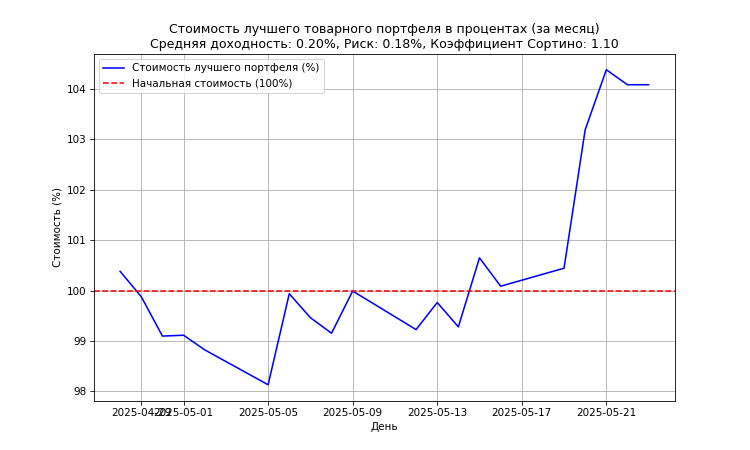 Стоимость лучшего товарного портфеля в процентах (за месяц)
Средняя доходность: 0.20%, Риск: 0.18%, Коэффициент Сортино: 1.10
Стоимость лучшего портфеля (%)
Начальная стоимость (100%)
Стоимость (%)
104
103
102
101
100
99
98
2025-04-29
2025-05-01
2025-05-05
2025-05-09
2025-05-13
2025-05-17
2025-05-21
День